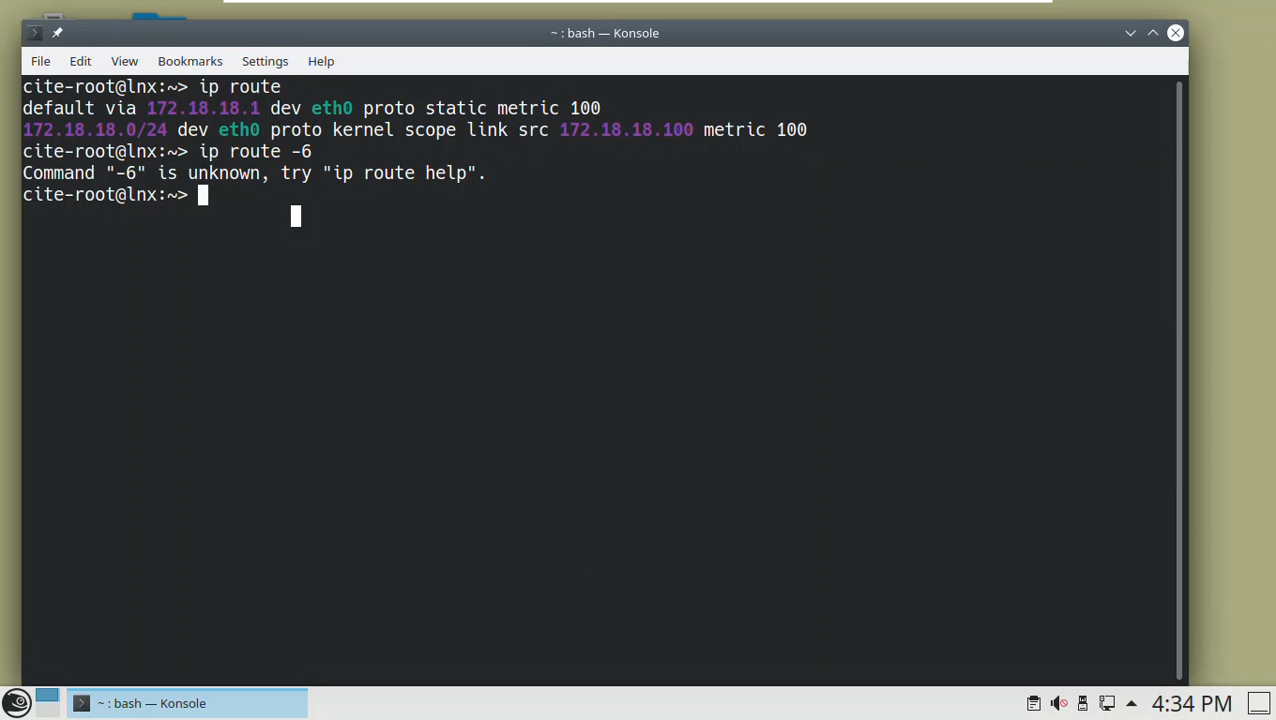 ~ : bash — Konsole
File Edit View Bookmarks Settings Help
cite-root@lnx:~> ip route
default via 172.18.18.1 dev eth0 proto static metric 100
172.18.18.0/24 dev eth0 proto kernel scope link src 172.18.18.100 metric 100
cite-root@lnx:~> ip route -6
Command "-6" is unknown, try "ip route help".
cite-root@lnx:~>
~ : bash — Konsole
4:34 PM